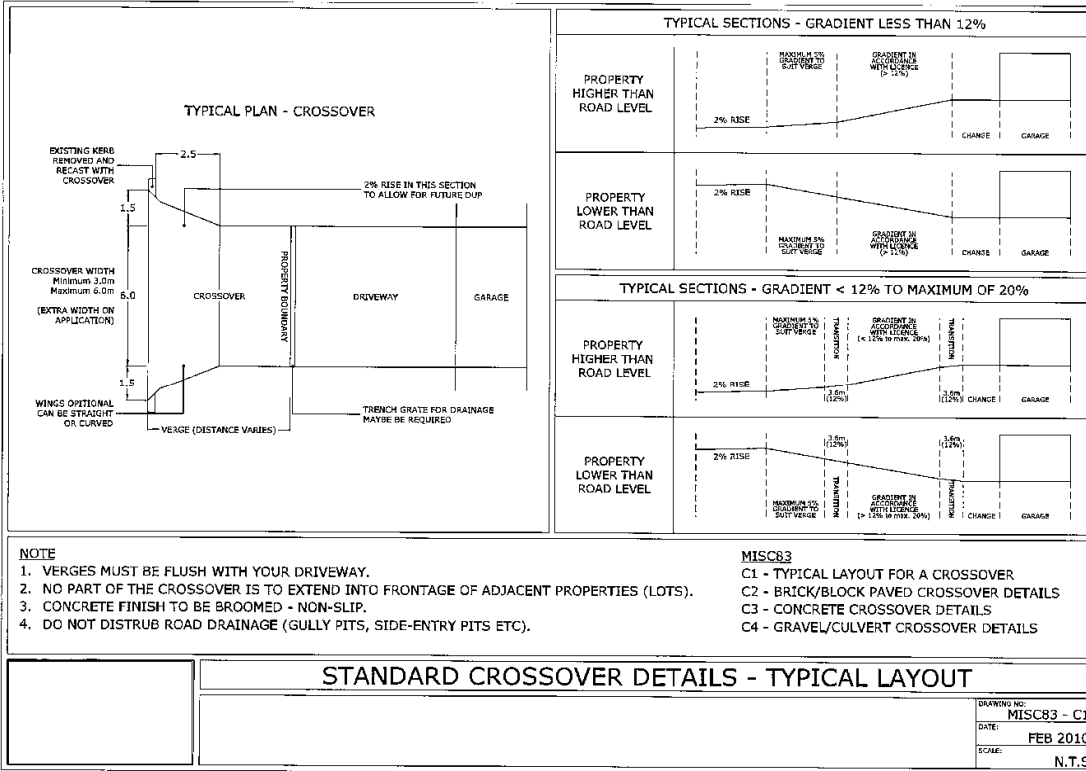 TYPICAL PLAN - CROSSOVER
EXISTING KERB
REMOVED AND
RECAST WITH
CROSSOVER
2.5
1.5
2% RISE IN THIS SECTION
TO ALLOW FOR FUTURE DUP
CROSSOVER WIDTH
Minimum 3.0m
Maximum 6.0m
(EXTRA WIDTH ON
APPLICATION)
6.0
CROSSOVER
PROPERTY BOUNDARY
DRIVEWAY
GARAGE
1.5
WINGS OPITIONAL
CAN BE STRAIGHT
OR CURVED
VERGE (DISTANCE VARIES)
TRENCH GRATE FOR DRAINAGE
MAYBE BE REQUIRED
TYPICAL SECTIONS - GRADIENT LESS THAN 12%
PROPERTY
HIGHER THAN
ROAD LEVEL
2% RISE
MAXIMUM 5%
GRADIENT TO
SUIT VERGE
GRADIENT IN
ACCORDANCE
WITH LICENCE
(> 12%)
CHANGE
GARAGE
PROPERTY
LOWER THAN
ROAD LEVEL
2% RISE
MAXIMUM 5%
GRADIENT TO
SUIT VERGE
GRADIENT IN
ACCORDANCE
WITH LICENCE
(> 12%)
CHANGE
GARAGE
TYPICAL SECTIONS - GRADIENT < 12% TO MAXIMUM OF 20%
PROPERTY
HIGHER THAN
ROAD LEVEL
2% RISE
MAXIMUM 5%
GRADIENT TO
SUIT VERGE
TRANSITION
3.6m
(12%)
GRADIENT IN
ACCORDANCE
WITH LICENCE
(< 12% to max. 20%)
TRANSITION
3.6m
(12%)
CHANGE
GARAGE
PROPERTY
LOWER THAN
ROAD LEVEL
2% RISE
MAXIMUM 5%
GRADIENT TO
SUIT VERGE
3.6m
(12%)
TRANSITION
GRADIENT IN
ACCORDANCE
WITH LICENCE
(> 12% to max. 20%)
3.6m
(12%)
TRANSITION
CHANGE
GARAGE
NOTE
1. VERGES MUST BE FLUSH WITH YOUR DRIVEWAY.
2. NO PART OF THE CROSSOVER IS TO EXTEND INTO FRONTAGE OF ADJACENT PROPERTIES (LOTS).
3. CONCRETE FINISH TO BE BROOMED - NON-SLIP.
4. DO NOT DISTRUB ROAD DRAINAGE (GULLY PITS, SIDE-ENTRY PITS ETC).
MISC83
C1 - TYPICAL LAYOUT FOR A CROSSOVER
C2 - BRICK/BLOCK PAVED CROSSOVER DETAILS
C3 - CONCRETE CROSSOVER DETAILS
C4 - GRAVEL/CULVERT CROSSOVER DETAILS
STANDARD CROSSOVER DETAILS - TYPICAL LAYOUT
DRAWING NO:
MISC83 - C1
DATE:
FEB 2010
SCALE:
N.T.S